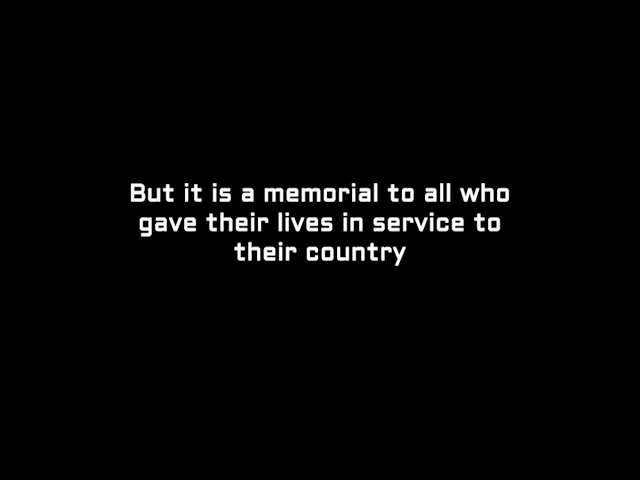 But it is a memorial to all who
gave their lives in service to
their country